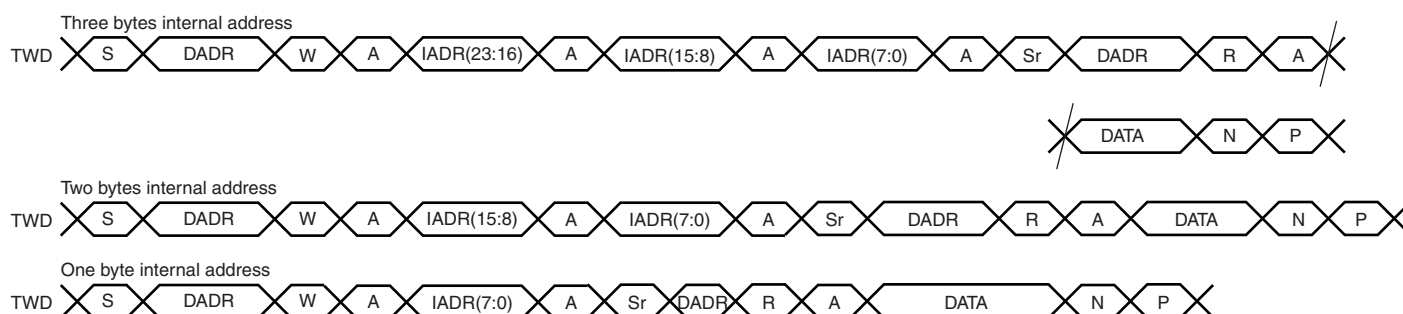 Three bytes internal address
TWD S DADR W A IADR(23:16) A IADR(15:8) A IADR(7:0) A Sr DADR R A
DATA N P
Two bytes internal address
TWD S DADR W A IADR(15:8) A IADR(7:0) A Sr DADR R A DATA N P
One byte internal address
TWD S DADR W A IADR(7:0) A Sr DADR R A DATA N P